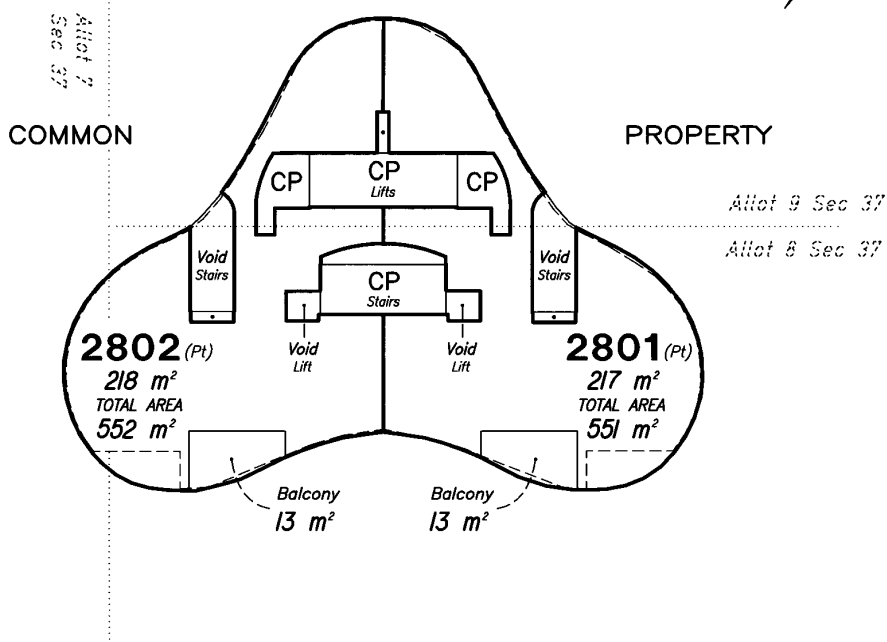 Allot 7
Sec 37
COMMON
PROPERTY
CP
CP
Lifts
CP
Allot 9 Sec 37
Allot 8 Sec 37
Void
Stairs
Void
Stairs
CP
Stairs
Void
Lift
Void
Lift
2802 (Pt)
218 m²
TOTAL AREA
552 m²
2801 (Pt)
217 m²
TOTAL AREA
551 m²
Balcony
13 m²
Balcony
13 m²